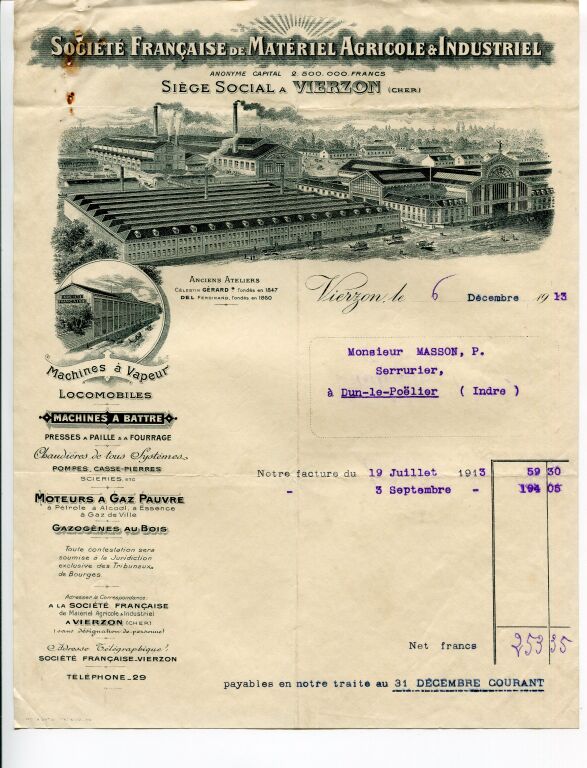 SOCIÉTÉ FRANÇAISE DE MATÉRIEL AGRICOLE & INDUSTRIEL
ANONYME CAPITAL 2.500.000 FRANCS
SIÈGE SOCIAL A VIERZON (CHER)
ANCIENS ATELIERS
CÉLESTIN GÉRARD fondés en 1847
DEL FERDINAND, fondés en 1860
Vierzon, le 6 Décembre 1913
SOCIÉTÉ FRANÇAISE
Monsieur MASSON, P.
Serrurier,
à Dun-le-Poëlier ( Indre )
Machines à Vapeur
LOCOMOBILES
MACHINES A BATTRE
PRESSES A PAILLE & A FOURRAGE
Chaudières de tous Systèmes
POMPES, CASSE-PIERRES
SCIERIES, ETC
MOTEURS A GAZ PAUVRE
à Pétrole à Alcool, à Essence
à Gaz de Ville
GAZOGÈNES AU BOIS
Notre facture du 19 Juillet 1913 59 30
- 3 Septembre - 194 05
Toute contestation sera
soumise à la Juridiction
exclusive des Tribunaux
de Bourges.
Adresser la Correspondance
A LA SOCIÉTÉ FRANÇAISE
de Matériel Agricole & Industriel
A VIERZON (CHER)
(sans désignation de personne)
Adresse Télégraphique:
SOCIÉTÉ FRANÇAISE_VIERZON
TÉLÉPHONE_29
Net francs 253 35
payables en notre traite au 31 DÉCEMBRE COURANT